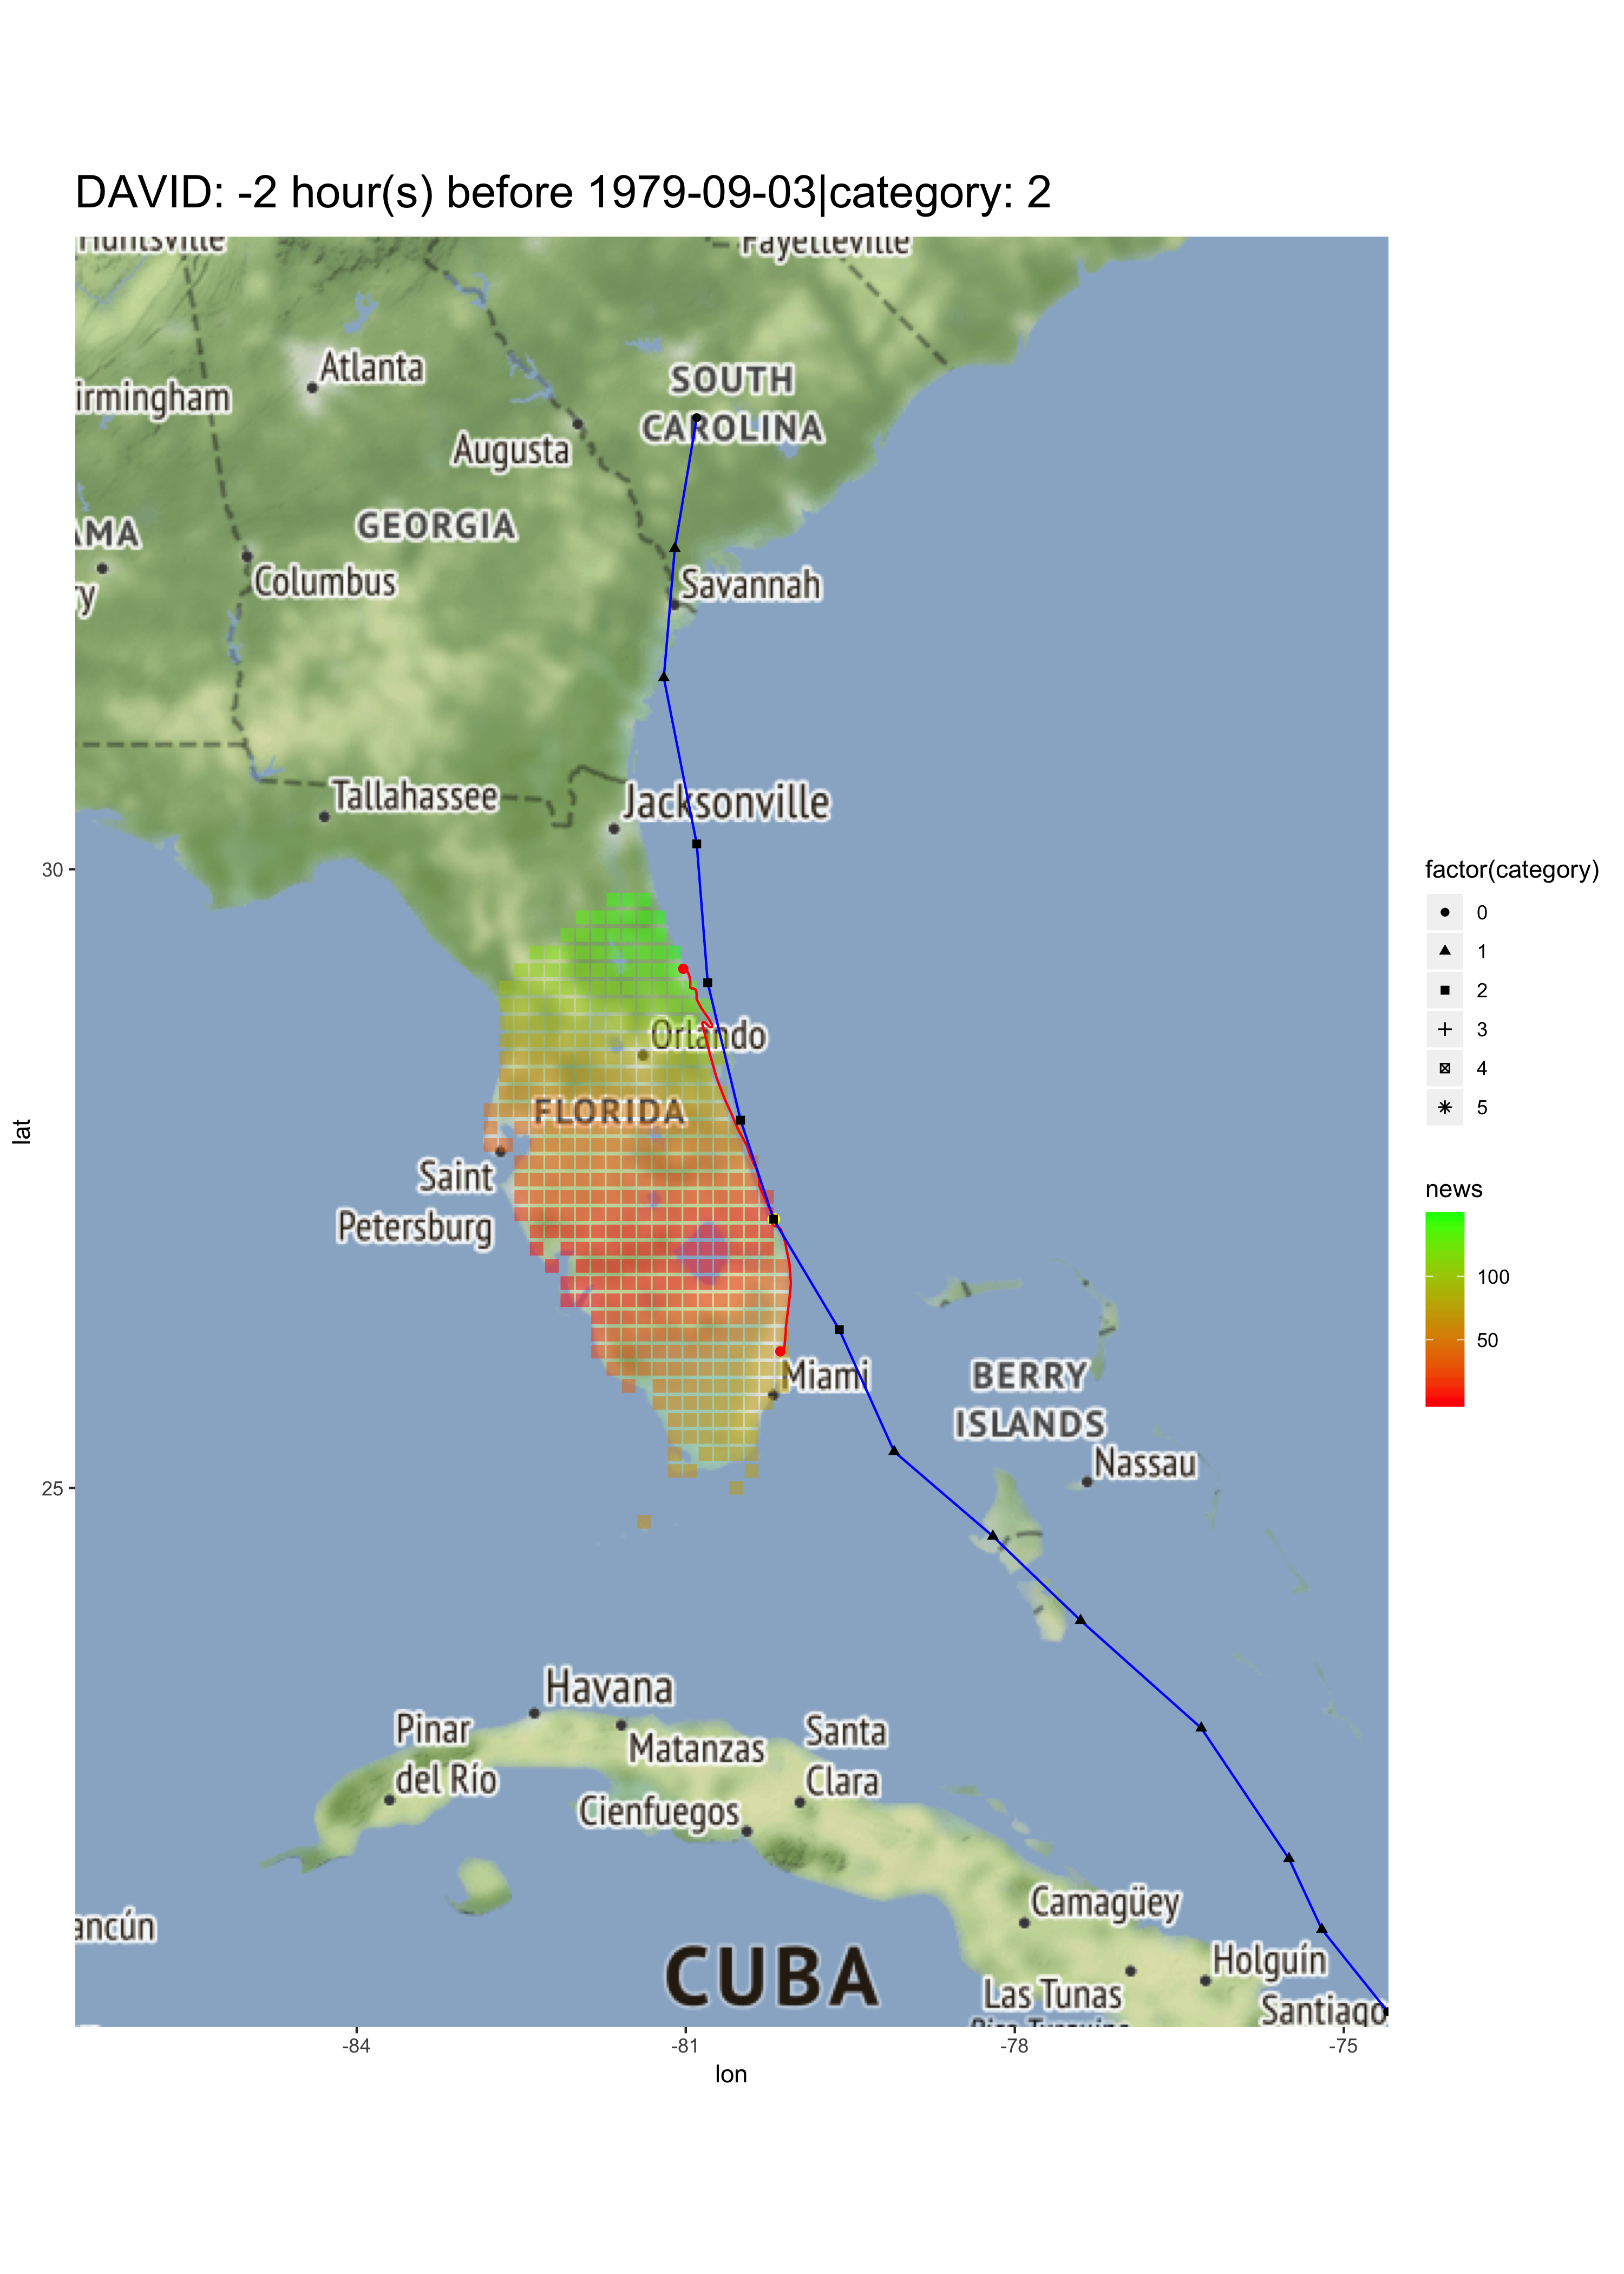 DAVID: -2 hour(s) before 1979-09-03|category: 2
Huntsville
Fayetteville
Atlanta
SOUTH
CAROLINA
irmingham
Augusta
GEORGIA
AMA
Columbus
ry
Savannah
Tallahassee
Jacksonville
30
factor(category)
0
1
2
3
4
5
Orlando
FLORIDA
lat
Saint
Petersburg
news
100
50
Miami
BERRY
ISLANDS
Nassau
25
Havana
Pinar
del Río
Matanzas
Santa
Clara
Cienfuegos
Camagüey
ancún
CUBA
Holguín
Las Tunas
Santiago
-84
-81
-78
-75
lon